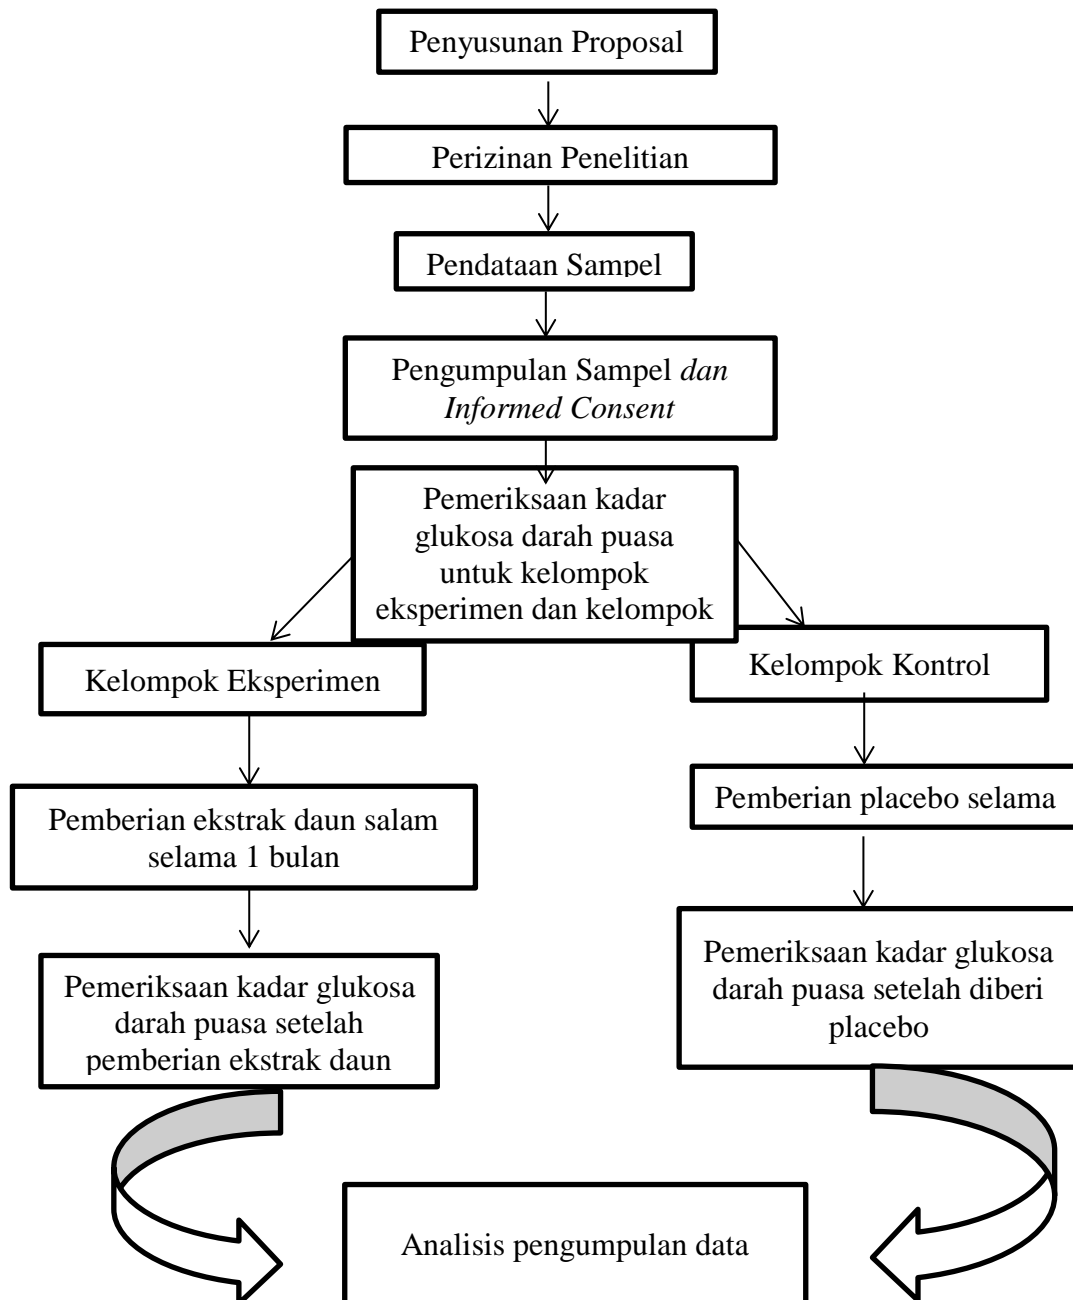 Penyusunan Proposal
Perizinan Penelitian
Pendataan Sampel
Pengumpulan Sampel dan
Informed Consent
Pemeriksaan kadar
glukosa darah puasa
untuk kelompok
eksperimen dan kelompok
Kelompok Eksperimen
Kelompok Kontrol
Pemberian ekstrak daun salam
selama 1 bulan
Pemberian placebo selama
Pemeriksaan kadar glukosa
darah puasa setelah
pemberian ekstrak daun
Pemeriksaan kadar glukosa
darah puasa setelah diberi
placebo
Analisis pengumpulan data